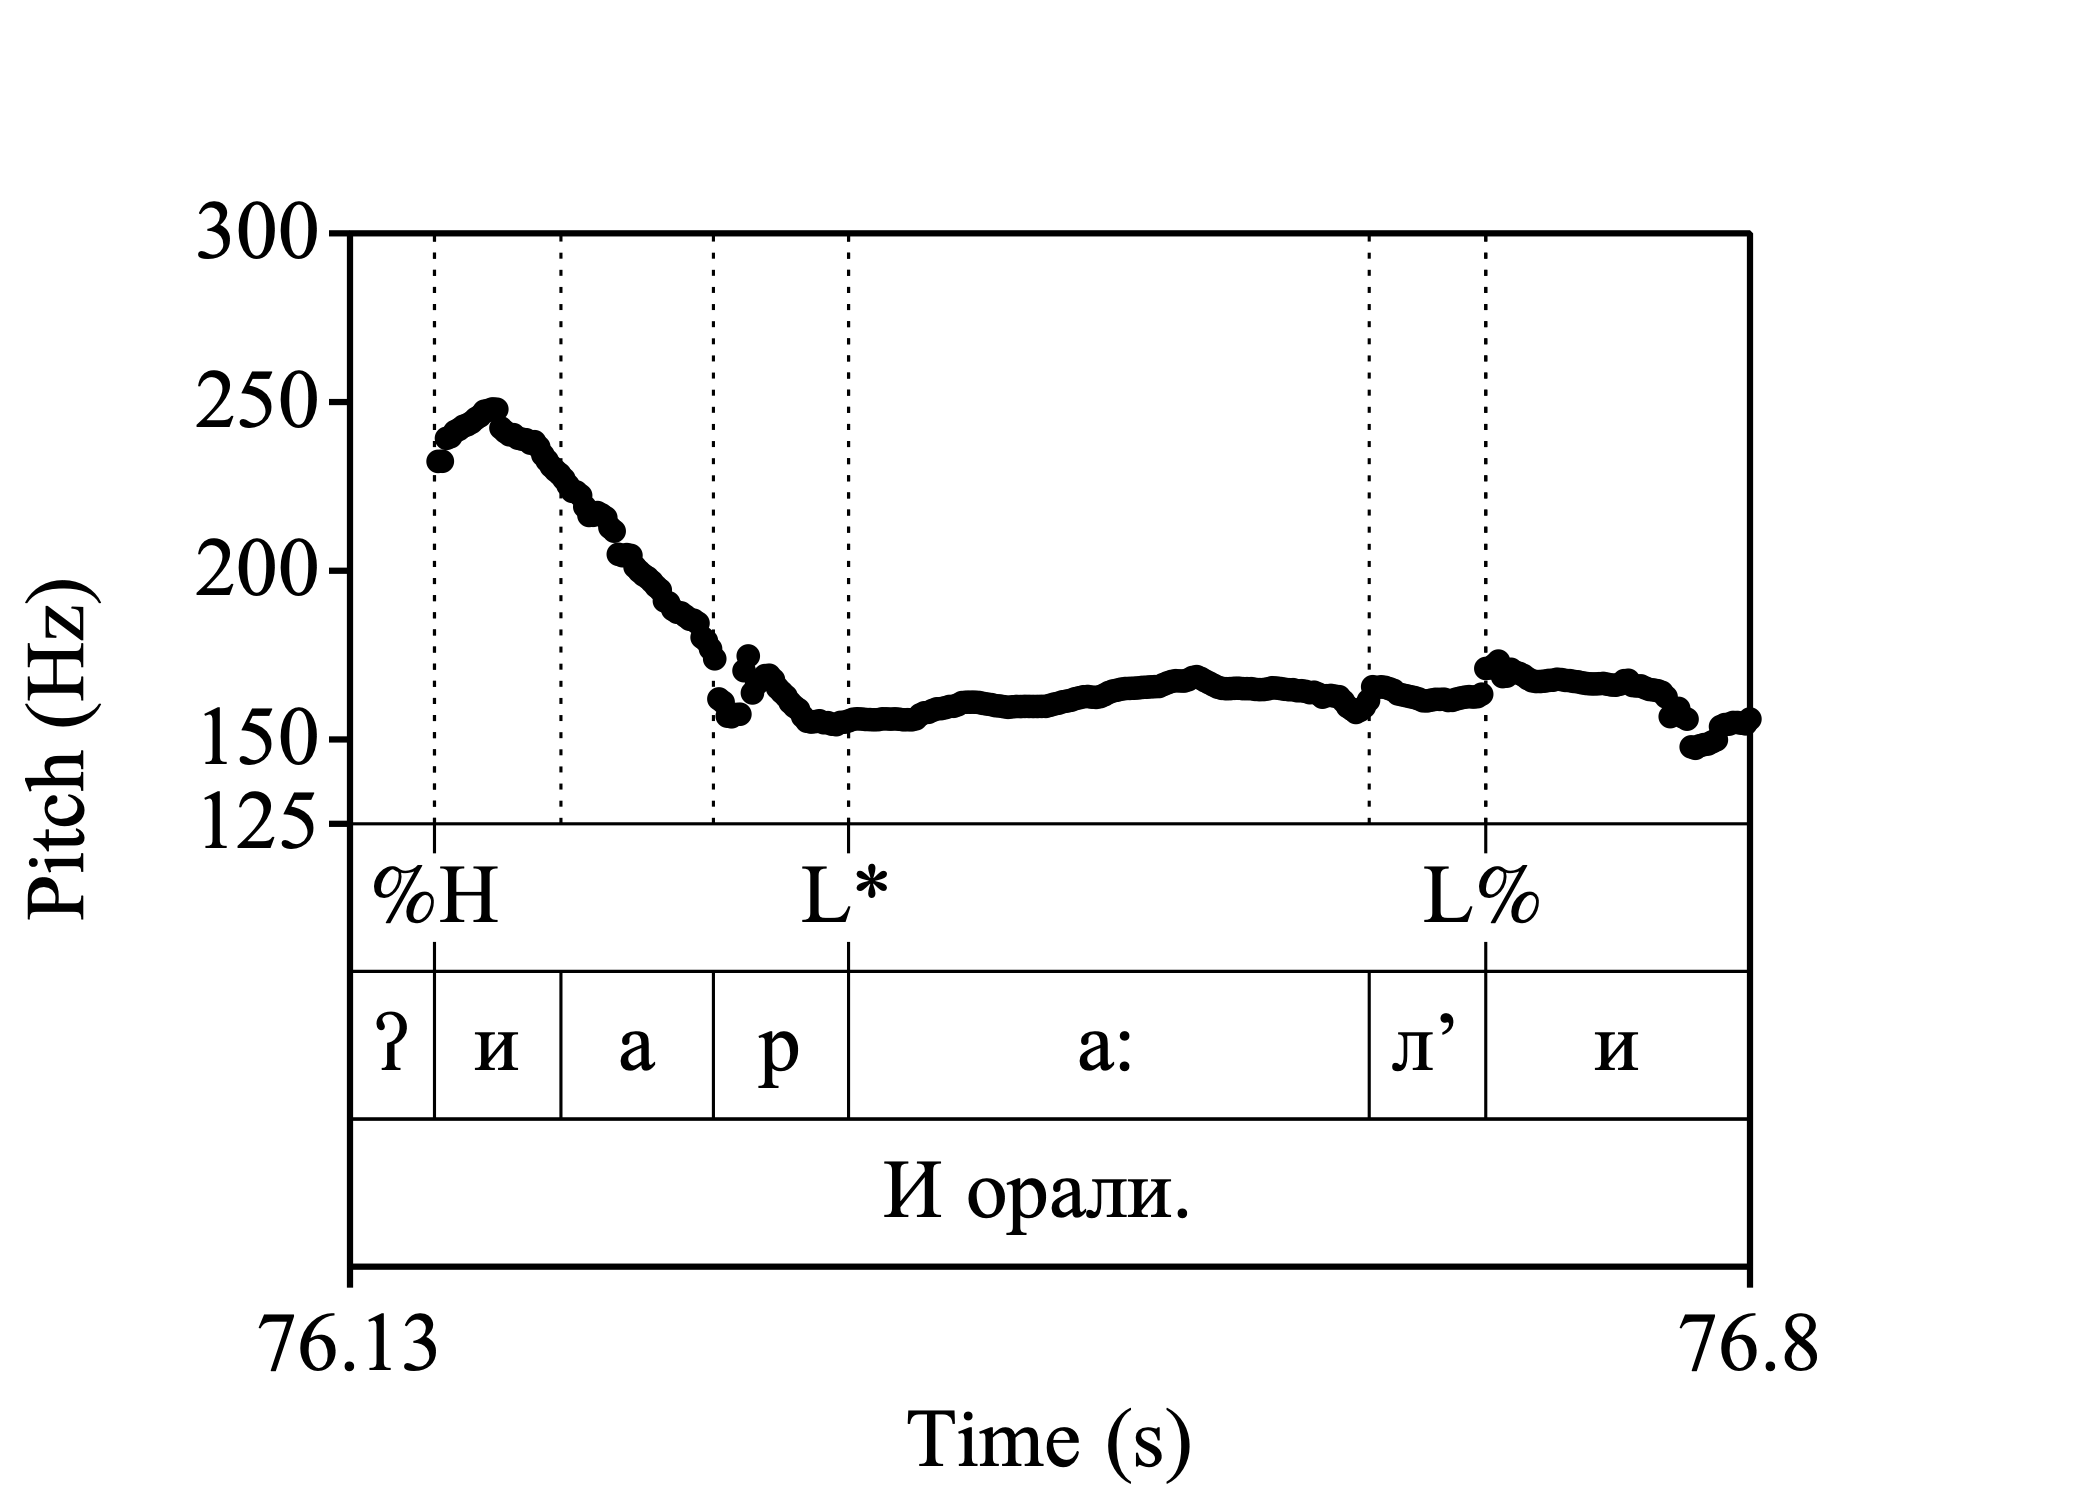 300
250
200
150
125
Pitch (Hz)
%H L* L%
ʔ и а р а: л’ и
И орали.
76.13 76.8
Time (s)